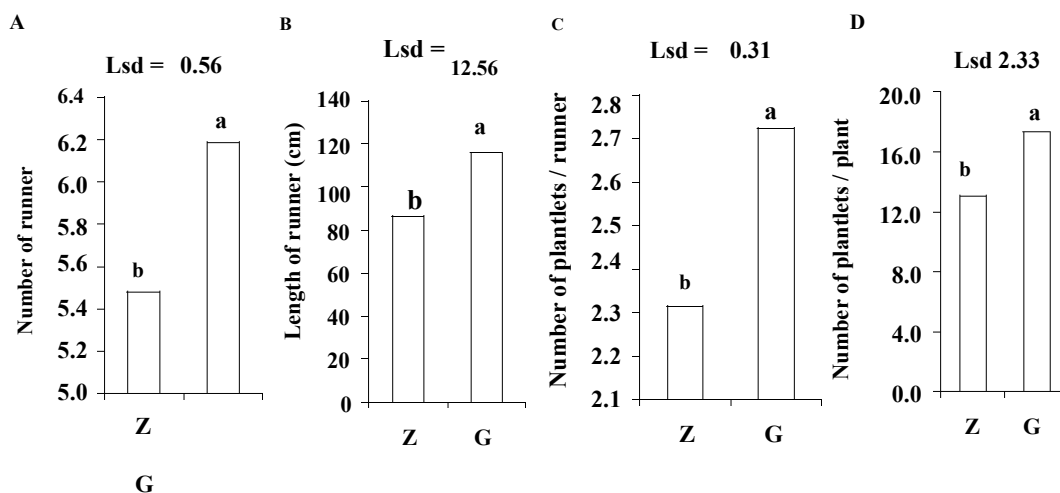 A
Lsd = 0.56
Number of runner
6.4
6.2
6.0
5.8
5.6
5.4
5.2
5.0
b
a
Z
G
B
Lsd = 12.56
Length of runner (cm)
140
120
100
80
60
40
20
0
b
a
Z
G
C
Lsd = 0.31
Number of plantlets / runner
2.8
2.7
2.7
2.6
2.5
2.4
2.3
2.2
2.1
b
a
Z
G
D
Lsd 2.33
Number of plantlets / plant
20.0
16.0
12.0
8.0
4.0
0.0
b
a
Z
G